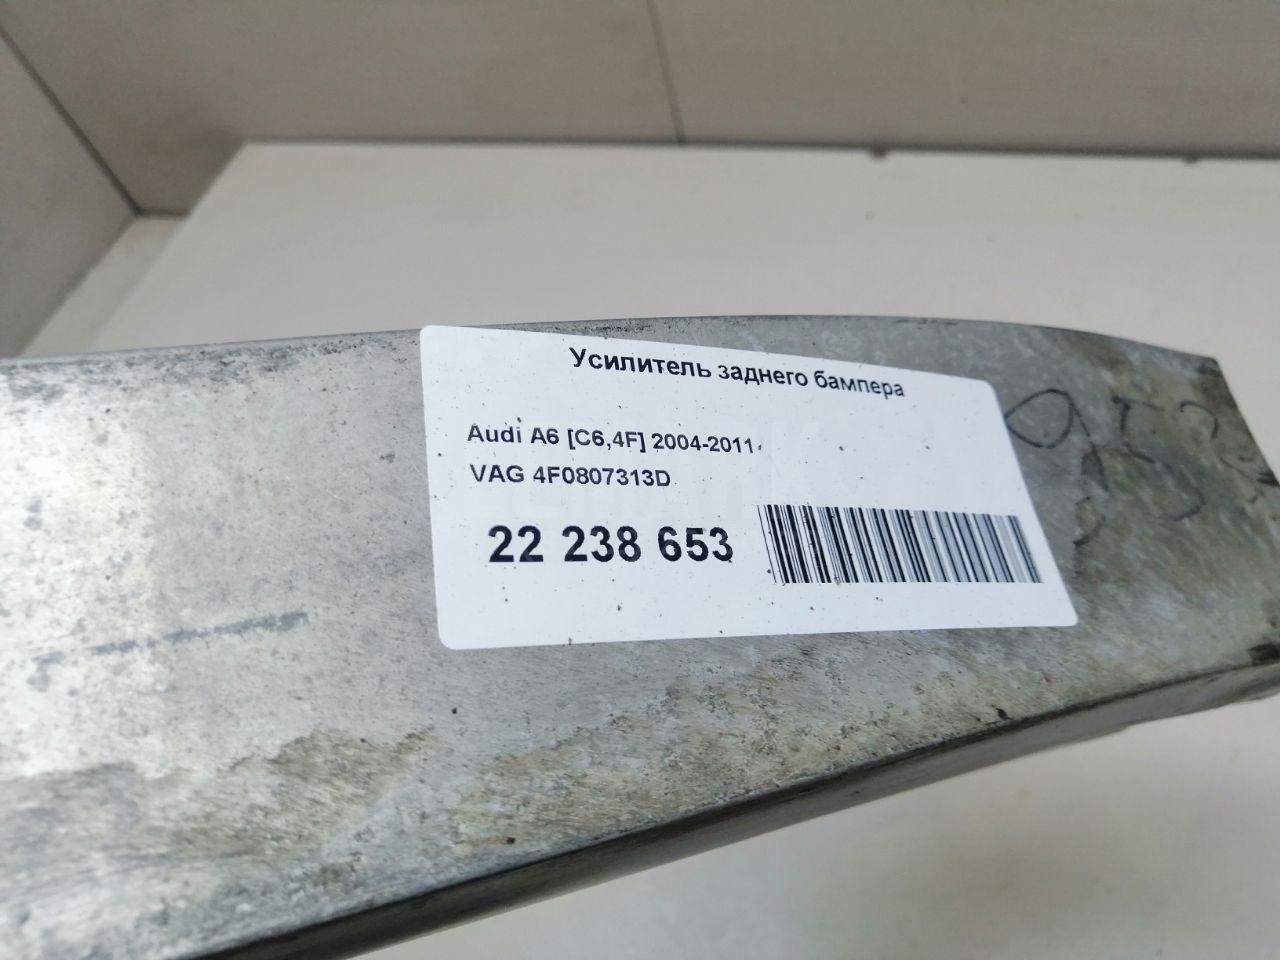 Усилитель заднего бампера
Audi A6 [C6,4F] 2004-2011
VAG 4F0807313D
22 238 653